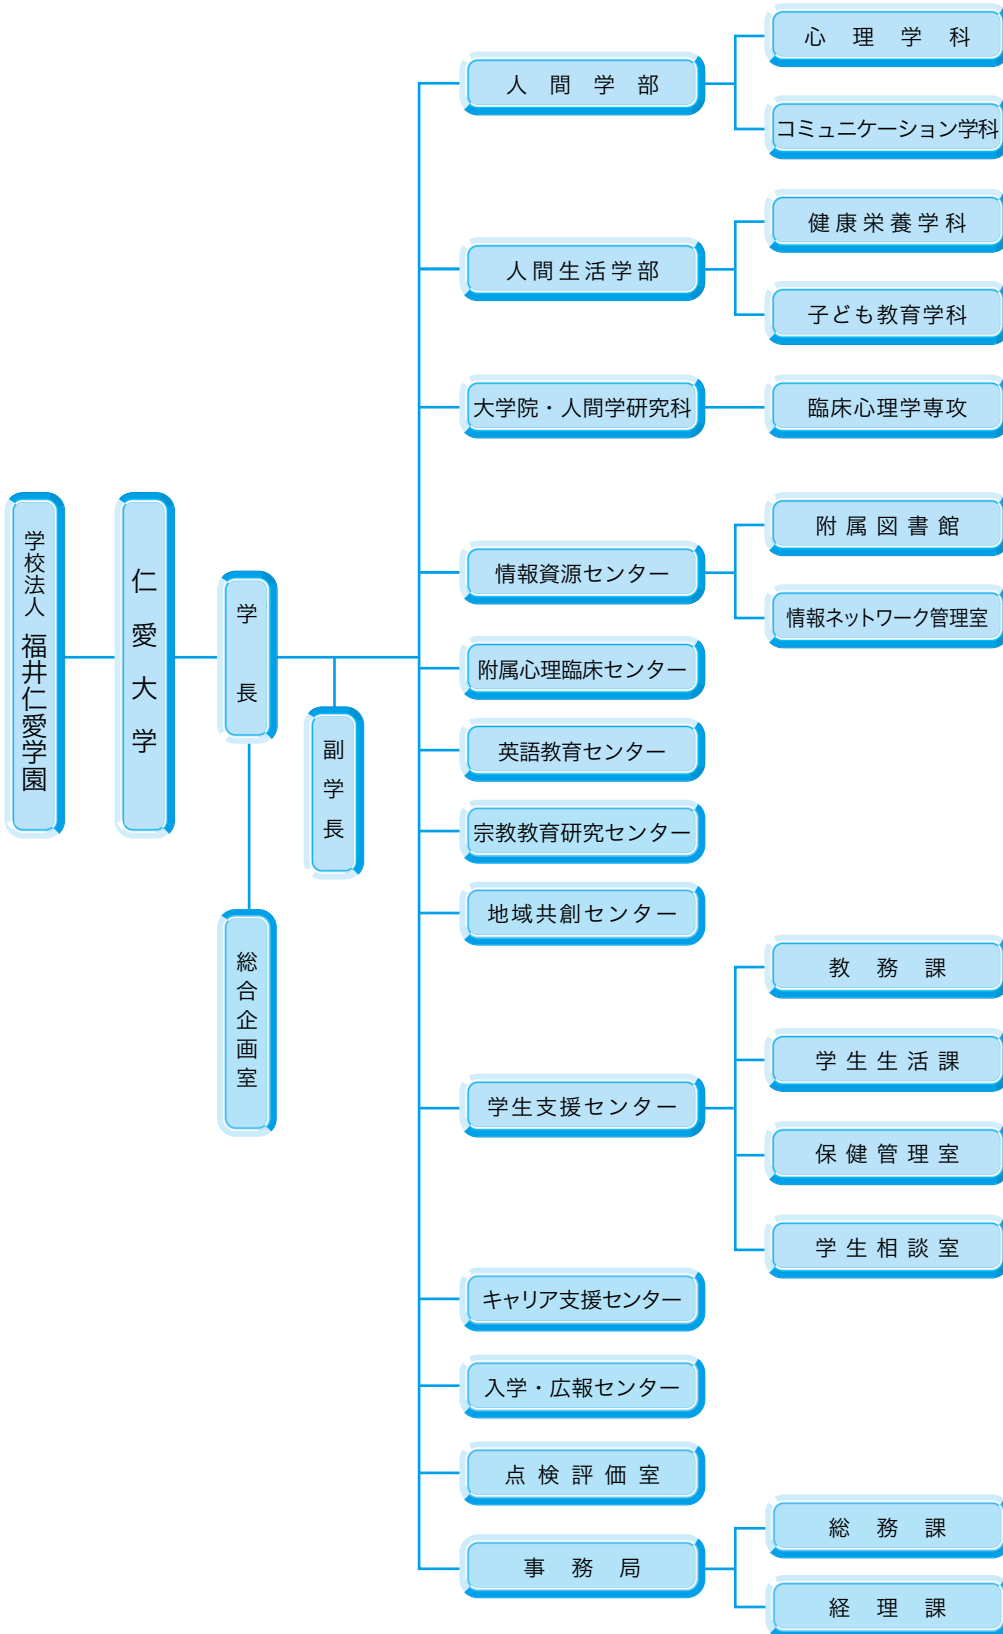 学校法人 福井仁愛学園
仁愛大学
学長
副学長
総合企画室
人間学部
心理学科
コミュニケーション学科
人間生活学部
健康栄養学科
子ども教育学科
大学院・人間学研究科
臨床心理学専攻
情報資源センター
附属図書館
情報ネットワーク管理室
附属心理臨床センター
英語教育センター
宗教教育研究センター
地域共創センター
学生支援センター
教務課
学生生活課
保健管理室
学生相談室
キャリア支援センター
入学・広報センター
点検評価室
事務局
総務課
経理課